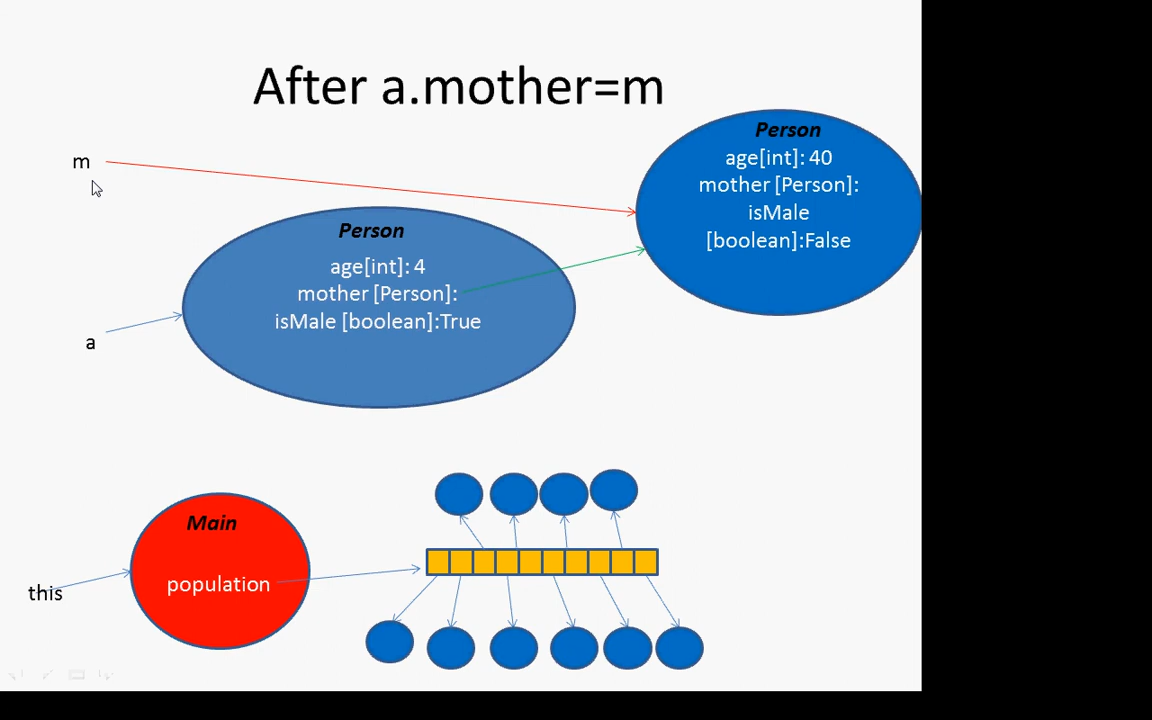 After a.mother=m
m
Person
age[int]: 40
mother [Person]:
isMale
[boolean]:False
Person
age[int]: 4
mother [Person]:
isMale [boolean]:True
a
Main
population
this